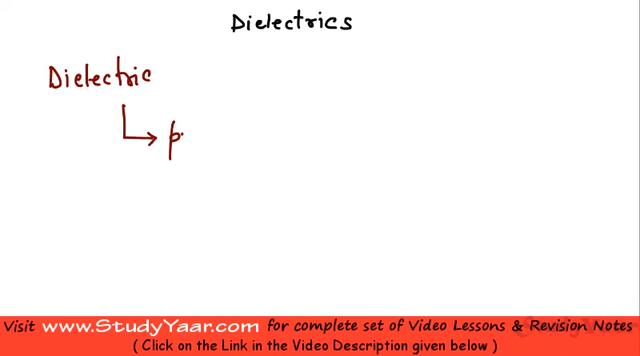 Dielectrics
Dielectric
p
Visit www.StudyYaar.com for complete set of Video Lessons & Revision Notes
( Click on the Link in the Video Description given below )